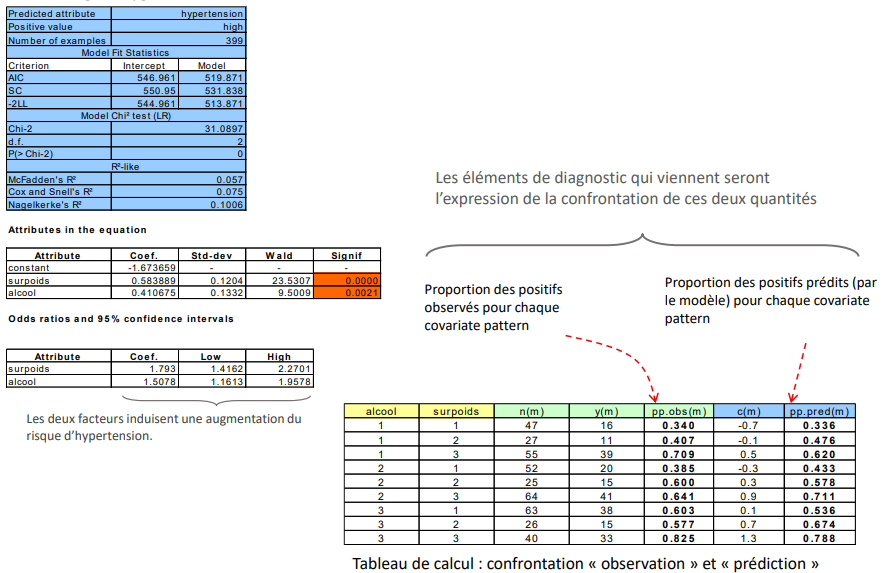 Predicted attribute hypertension
Positive value high
Number of examples 399
Model Fit Statistics
Criterion Intercept Model
AIC 546.961 519.871
SC 550.95 531.838
-2LL 544.961 513.871
Model Chi² test (LR)
Chi-2 31.0897
d.f. 2
P(> Chi-2) 0
R²-like
McFadden's R² 0.057
Cox and Snell's R² 0.075
Nagelkerke's R² 0.1006
Attributes in the equation
Attribute Coef. Std-dev Wald Signif
constant -1.673659 - - -
surpoids 0.583889 0.1204 23.5307 0.0000
alcool 0.410675 0.1332 9.5009 0.0021
Odds ratios and 95% confidence intervals
Attribute Coef. Low High
surpoids 1.793 1.4162 2.2701
alcool 1.5078 1.1613 1.9578
Les deux facteurs induisent une augmentation du
risque d'hypertension.
Les éléments de diagnostic qui viennent seront
l'expression de la confrontation de ces deux quantités
Proportion des positifs
observés pour chaque
covariate pattern
Proportion des positifs prédits (par
le modèle) pour chaque covariate
pattern
alcool surpoids n(m) y(m) pp.obs(m) c(m) pp.pred(m)
1 1 47 16 0.340 -0.7 0.336
1 2 27 11 0.407 -0.1 0.476
1 3 55 39 0.709 0.5 0.620
2 1 52 20 0.385 -0.3 0.433
2 2 25 15 0.600 0.3 0.578
2 3 64 41 0.641 0.9 0.711
3 1 63 38 0.603 0.1 0.536
3 2 26 15 0.577 0.7 0.674
3 3 40 33 0.825 1.3 0.788
Tableau de calcul : confrontation « observation » et « prédiction »